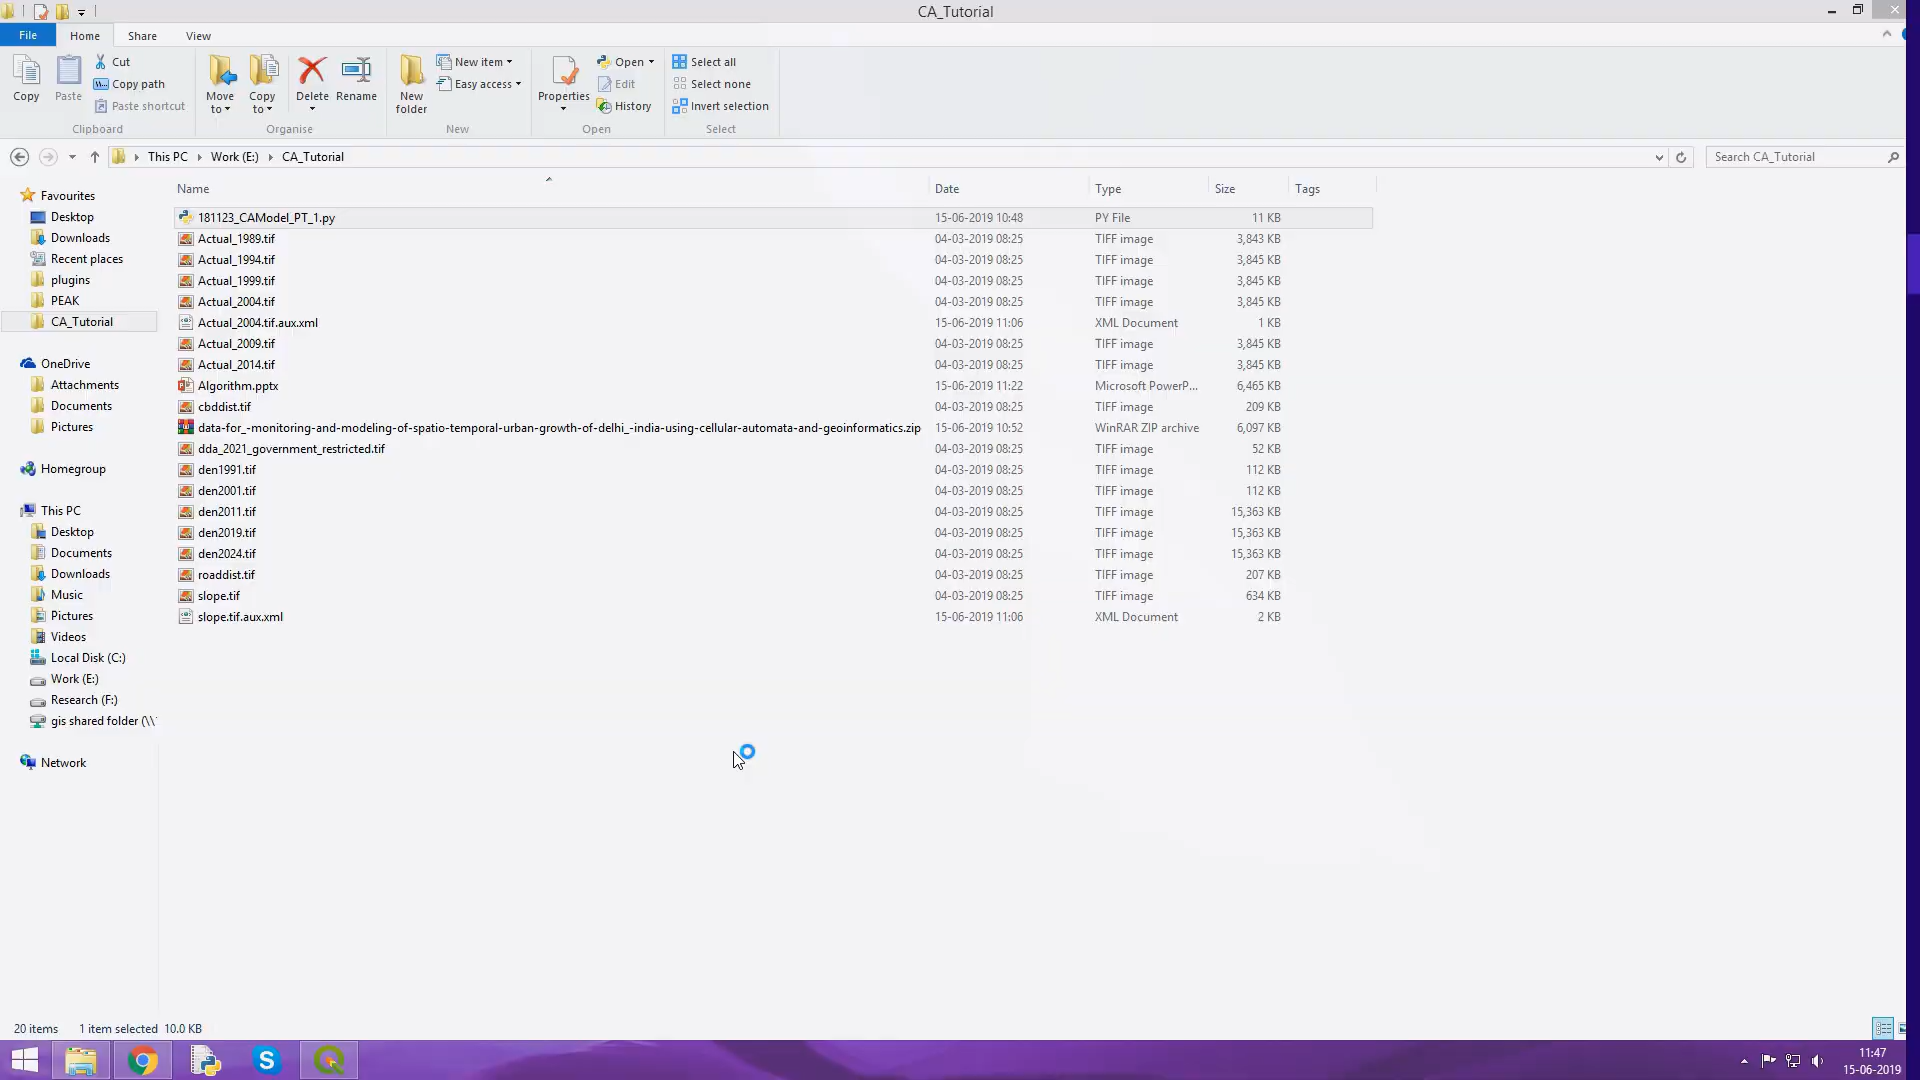 CA_Tutorial
File
Home
Share
View
Copy
Paste
Cut
Copy path
Paste shortcut
Clipboard
Move to
Copy to
Delete
Rename
Organise
New folder
New item
Easy access
New
Properties
Open
Edit
History
Open
Select all
Select none
Invert selection
Select
This PC Work (E:) CA_Tutorial
Search CA_Tutorial
Name Date Type Size Tags
181123_CAModel_PT_1.py 15-06-2019 10:48 PY File 11 KB
Actual_1989.tif 04-03-2019 08:25 TIFF image 3,843 KB
Actual_1994.tif 04-03-2019 08:25 TIFF image 3,845 KB
Actual_1999.tif 04-03-2019 08:25 TIFF image 3,845 KB
Actual_2004.tif 04-03-2019 08:25 TIFF image 3,845 KB
Actual_2004.tif.aux.xml 15-06-2019 11:06 XML Document 1 KB
Actual_2009.tif 04-03-2019 08:25 TIFF image 3,845 KB
Actual_2014.tif 04-03-2019 08:25 TIFF image 3,845 KB
Algorithm.pptx 15-06-2019 11:22 Microsoft PowerP... 6,465 KB
cbddist.tif 04-03-2019 08:25 TIFF image 209 KB
data-for_-monitoring-and-modeling-of-spatio-temporal-urban-growth-of-delhi_-india-using-cellular-automata-and-geoinformatics.zip 15-06-2019 10:52 WinRAR ZIP archive 6,097 KB
dda_2021_government_restricted.tif 04-03-2019 08:25 TIFF image 52 KB
den1991.tif 04-03-2019 08:25 TIFF image 112 KB
den2001.tif 04-03-2019 08:25 TIFF image 112 KB
den2011.tif 04-03-2019 08:25 TIFF image 15,363 KB
den2019.tif 04-03-2019 08:25 TIFF image 15,363 KB
den2024.tif 04-03-2019 08:25 TIFF image 15,363 KB
roaddist.tif 04-03-2019 08:25 TIFF image 207 KB
slope.tif 04-03-2019 08:25 TIFF image 634 KB
slope.tif.aux.xml 15-06-2019 11:06 XML Document 2 KB
Favourites
Desktop
Downloads
Recent places
plugins
PEAK
CA_Tutorial
OneDrive
Attachments
Documents
Pictures
Homegroup
This PC
Desktop
Documents
Downloads
Music
Pictures
Videos
Local Disk (C:)
Work (E:)
Research (F:)
gis shared folder (\\
Network
20 items 1 item selected 10.0 KB
11:47
15-06-2019